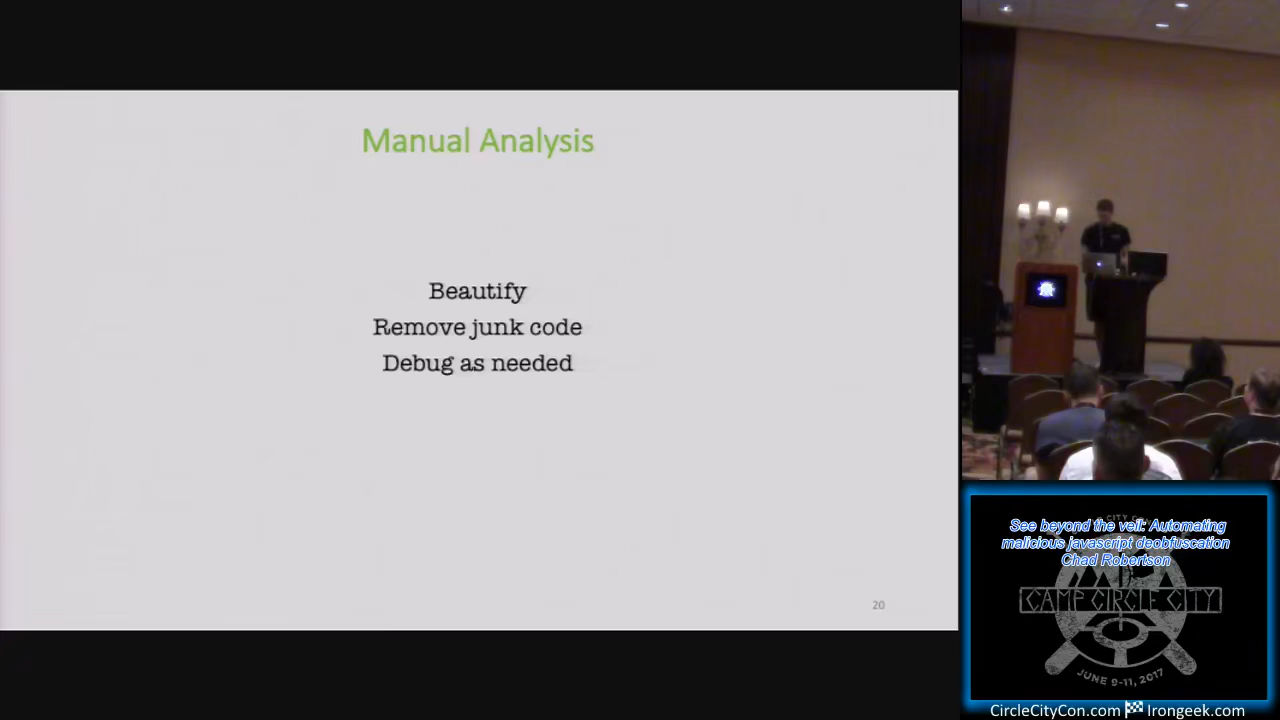 Manual Analysis
Beautify
Remove junk code
Debug as needed
20
See beyond the veil: Automating
malicious javascript deobfuscation
Chad Robertson
CAMP CIRCLE CITY
JUNE 9-11, 2017
CircleCityCon.com Irongeek.com